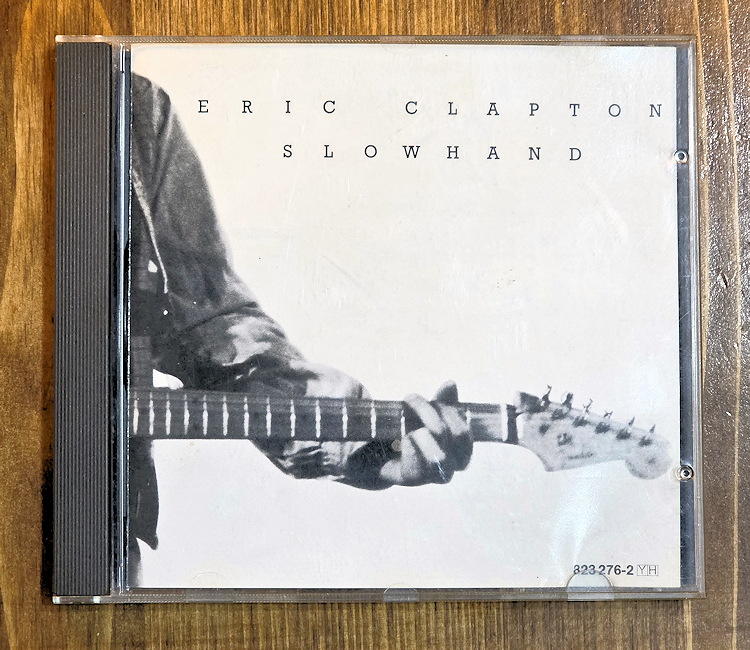 ERIC CLAPTON
SLOWHAND
823 276-2 YH